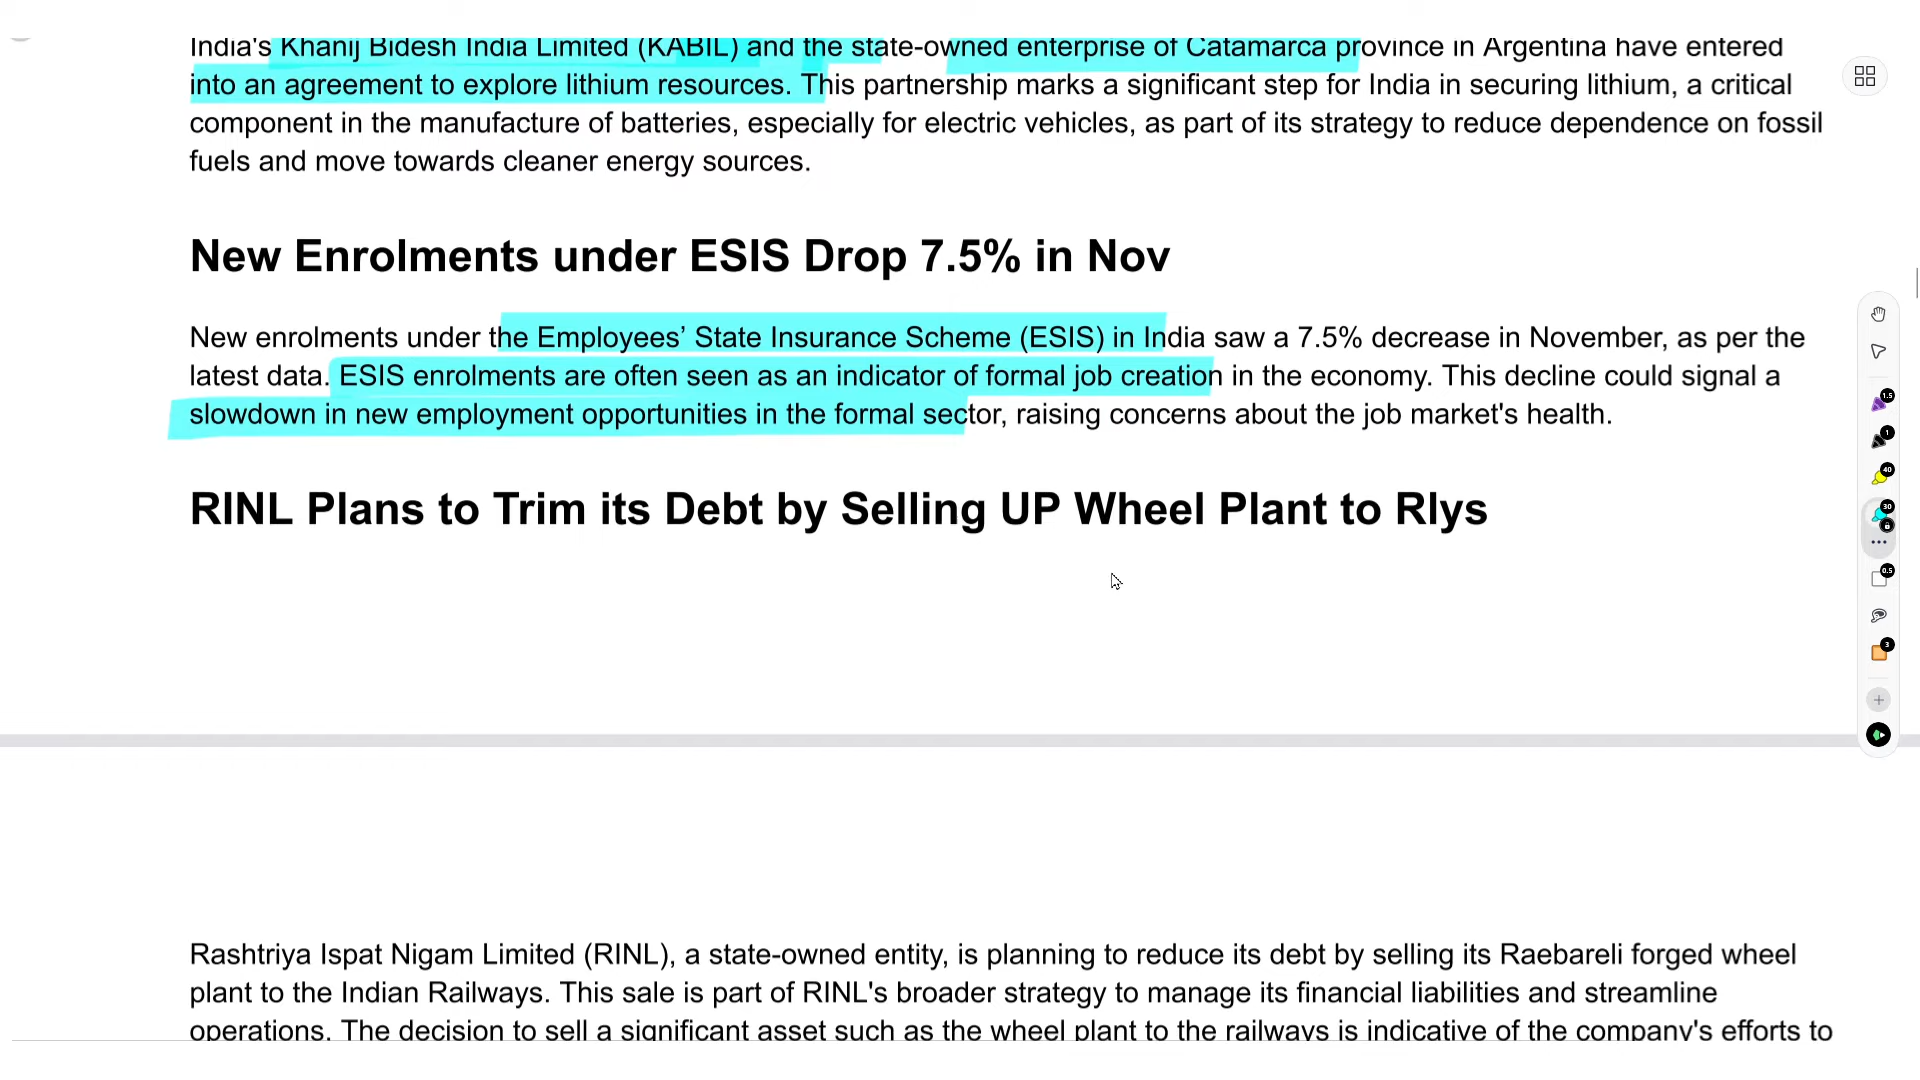 India's Khanij Bidesh India Limited (KABIL) and the state-owned enterprise of Catamarca province in Argentina have entered
into an agreement to explore lithium resources. This partnership marks a significant step for India in securing lithium, a critical
component in the manufacture of batteries, especially for electric vehicles, as part of its strategy to reduce dependence on fossil
fuels and move towards cleaner energy sources.
New Enrolments under ESIS Drop 7.5% in Nov
New enrolments under the Employees’ State Insurance Scheme (ESIS) in India saw a 7.5% decrease in November, as per the
latest data. ESIS enrolments are often seen as an indicator of formal job creation in the economy. This decline could signal a
slowdown in new employment opportunities in the formal sector, raising concerns about the job market's health.
RINL Plans to Trim its Debt by Selling UP Wheel Plant to Rlys
Rashtriya Ispat Nigam Limited (RINL), a state-owned entity, is planning to reduce its debt by selling its Raebareli forged wheel
plant to the Indian Railways. This sale is part of RINL's broader strategy to manage its financial liabilities and streamline
operations. The decision to sell a significant asset such as the wheel plant to the railways is indicative of the company's efforts to
1.5
1
40
30
0.5
3